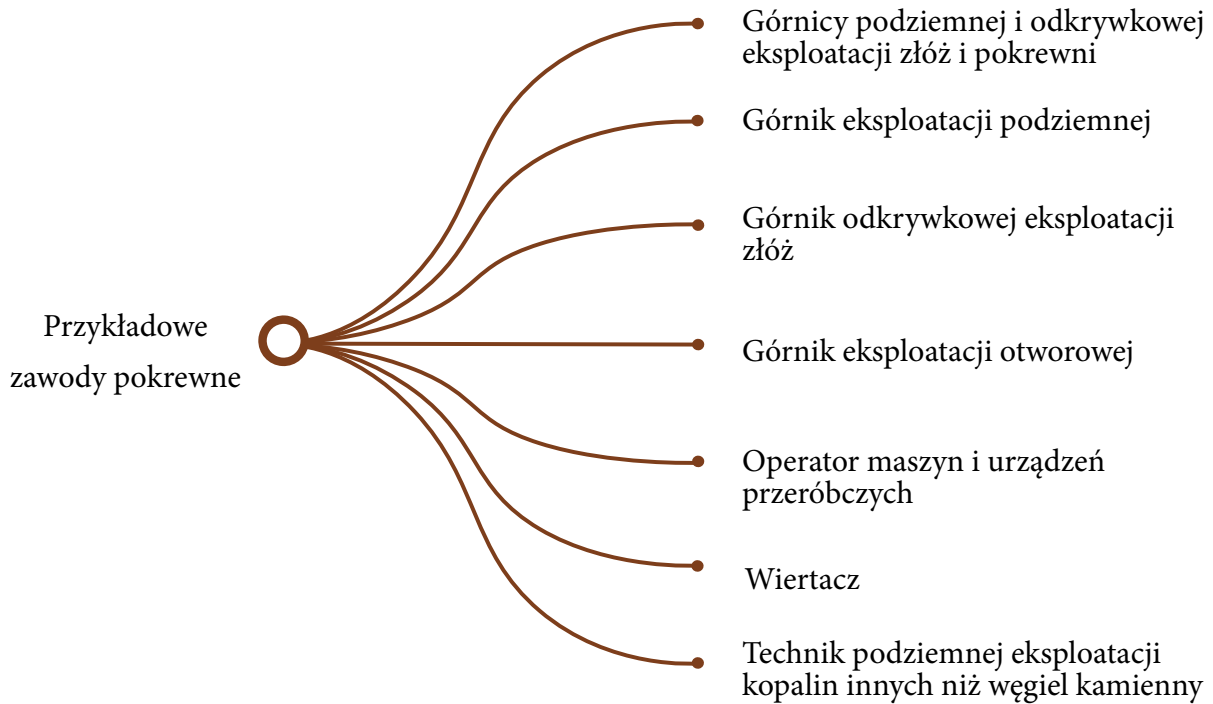 Przykładowe
zawody pokrewne
Górnicy podziemnej i odkrywkowej
eksploatacji złóż i pokrewni
Górnik eksploatacji podziemnej
Górnik odkrywkowej eksploatacji
złóż
Górnik eksploatacji otworowej
Operator maszyn i urządzeń
przeróbczych
Wiertacz
Technik podziemnej eksploatacji
kopalin innych niż węgiel kamienny